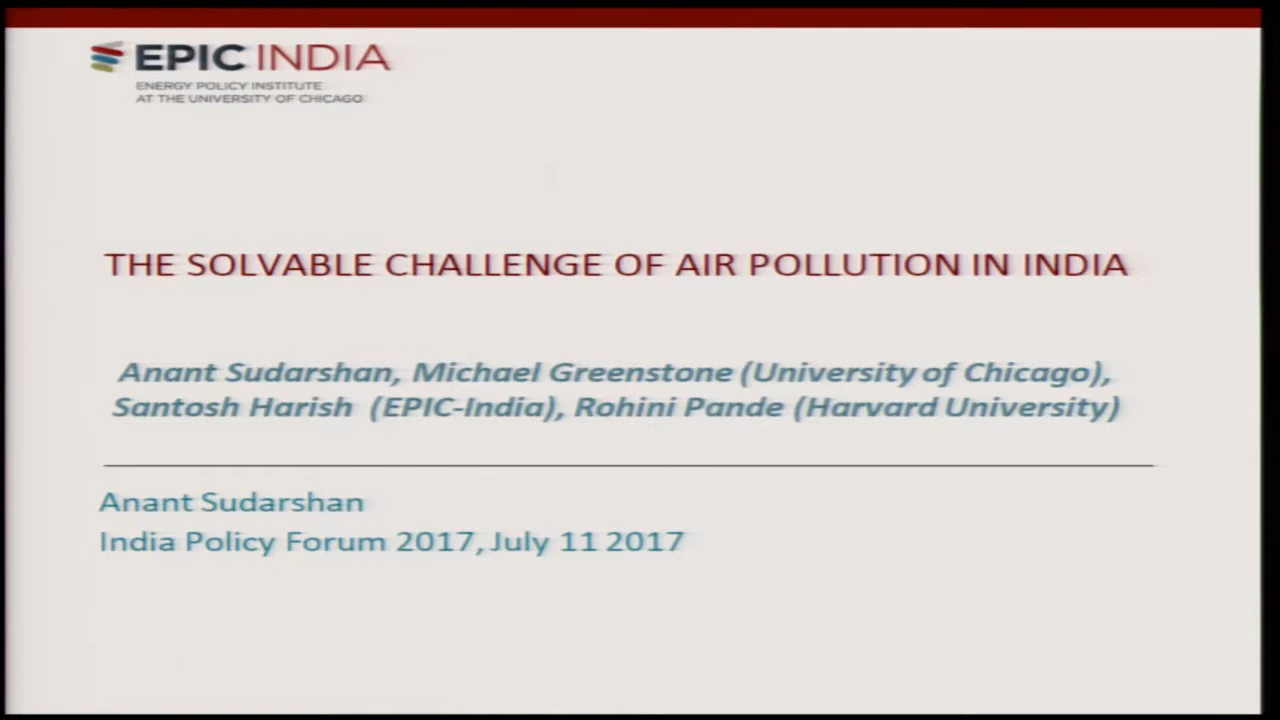 EPIC INDIA
ENERGY POLICY INSTITUTE
AT THE UNIVERSITY OF CHICAGO
THE SOLVABLE CHALLENGE OF AIR POLLUTION IN INDIA
Anant Sudarshan, Michael Greenstone (University of Chicago),
Santosh Harish (EPIC-India), Rohini Pande (Harvard University)
Anant Sudarshan
India Policy Forum 2017, July 11 2017